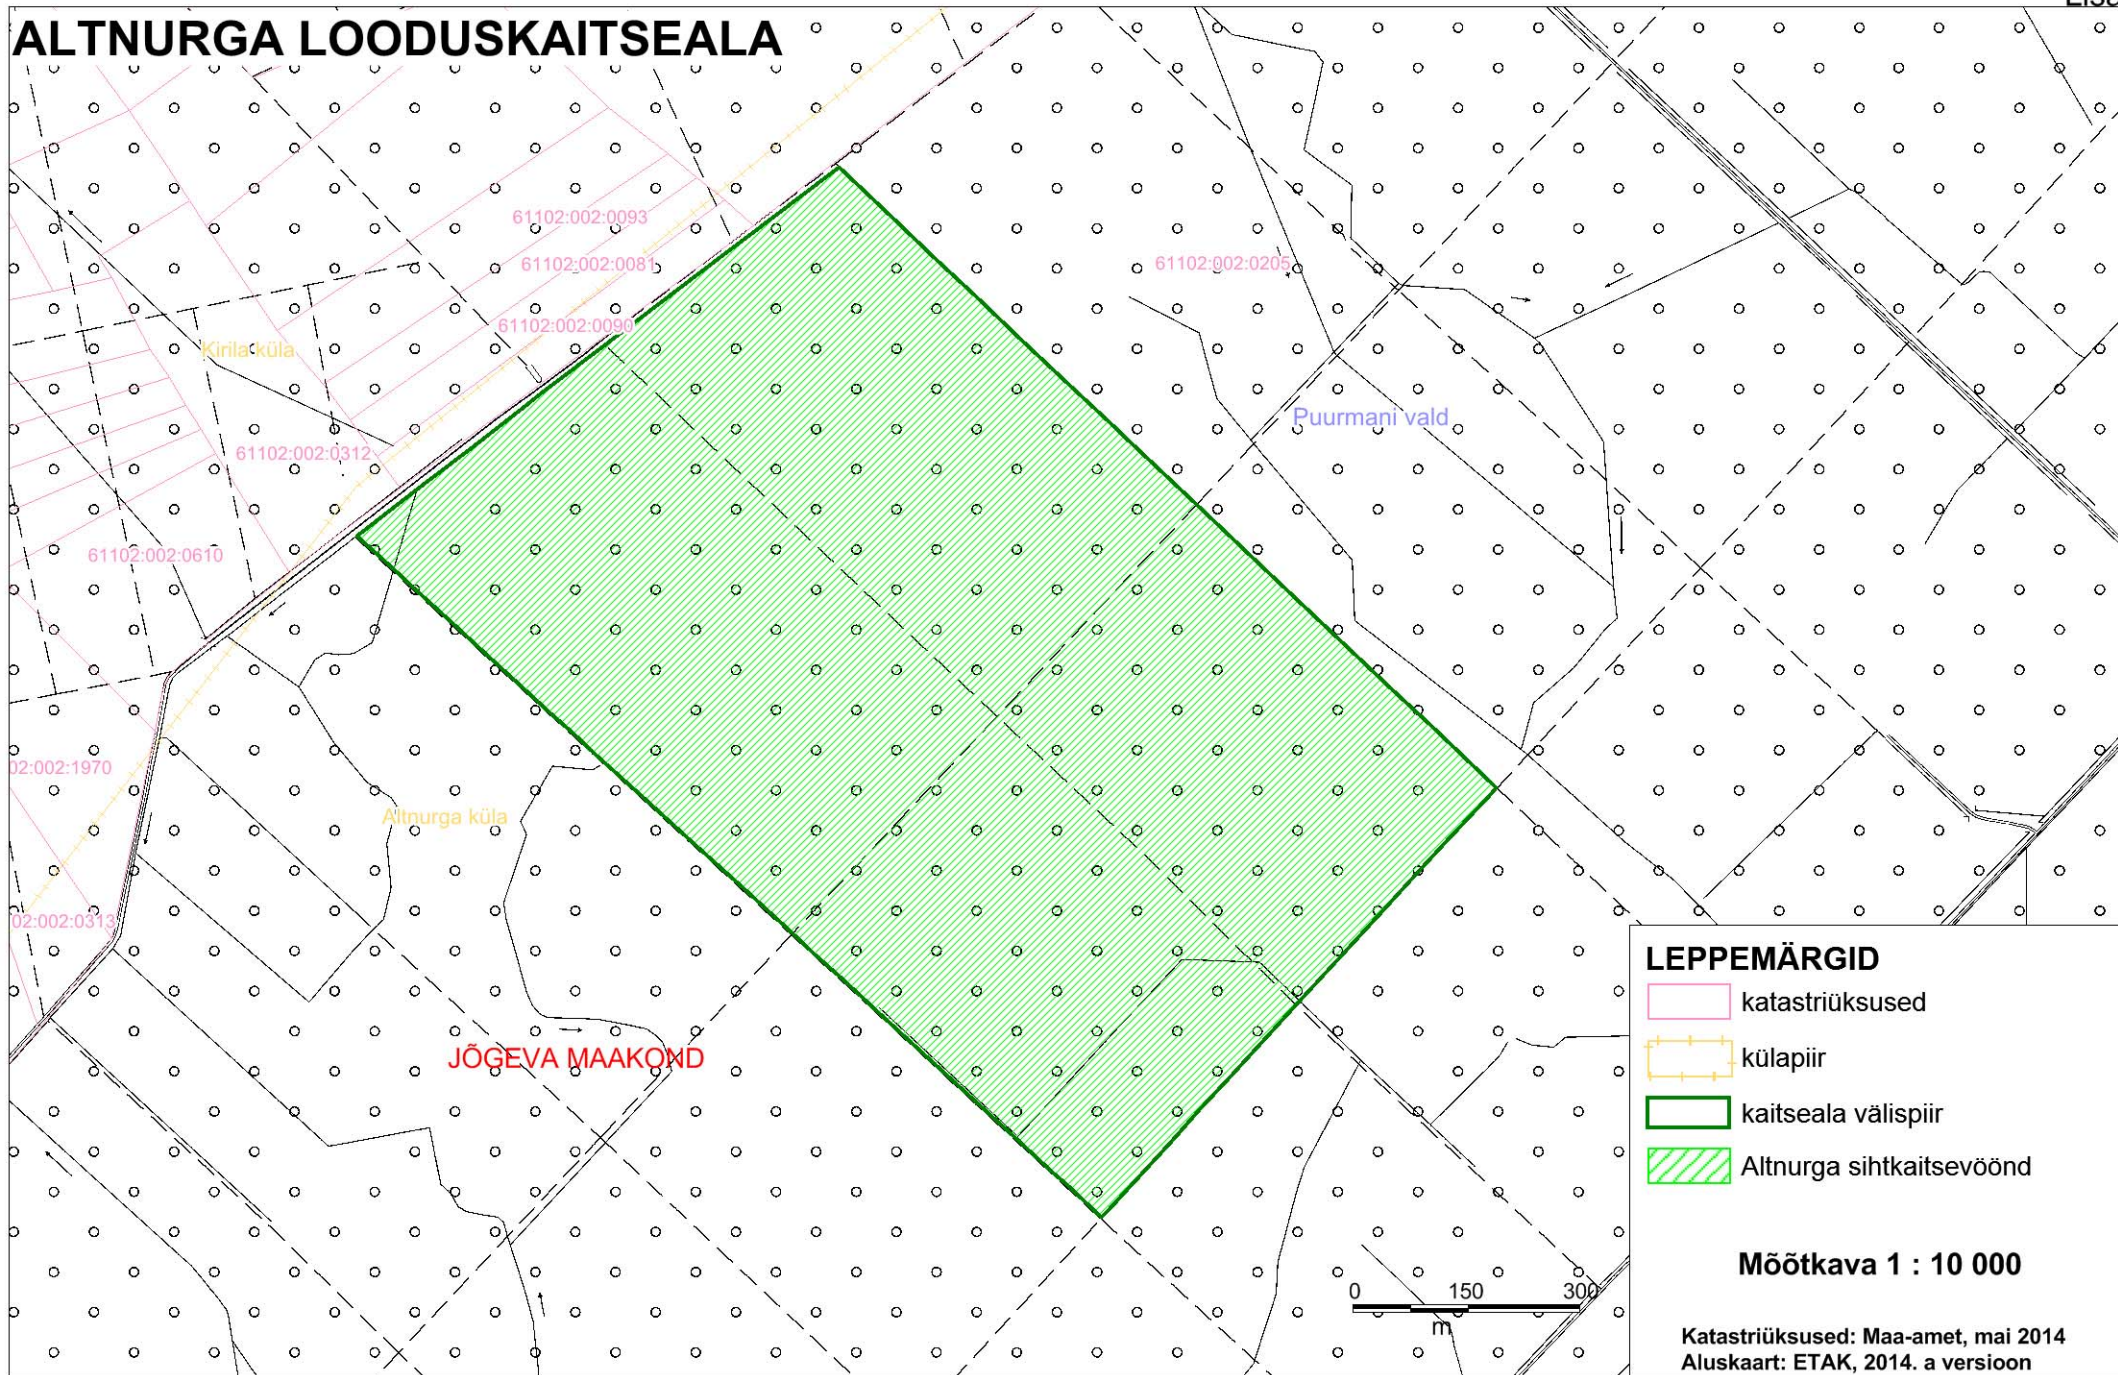 ALTNURGA LOODUSKAITSEALA
61102:002:0093
61102:002:0081
61102:002:0205
61102:002:0090
Kirila küla
Puurmani vald
61102:002:0312
61102:002:0610
02:002:1970
Altnurga küla
02:002:0313
JÕGEVA MAAKOND
LEPPEMÄRGID
katastriüksused
külapiir
kaitseala välispiir
Altnurga sihtkaitsevöönd
Mõõtkava 1 : 10 000
0 150 300
m
Katastriüksused: Maa-amet, mai 2014
Aluskaart: ETAK, 2014. a versioon